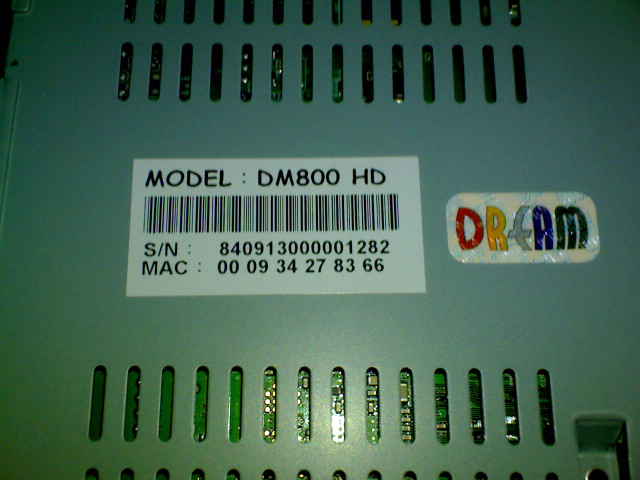 MODEL : DM800 HD
S/N : 840913000001282
MAC : 00 09 34 27 83 66
DREAM